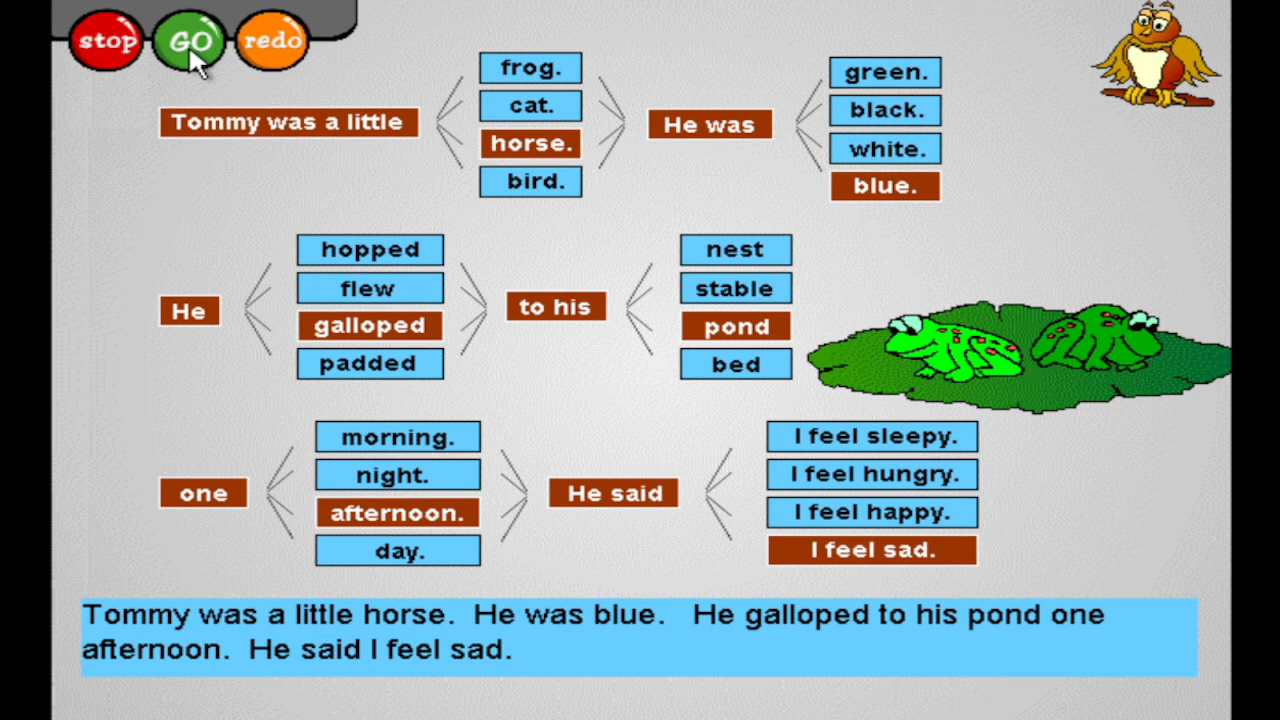 stop GO redo
frog.
green.
cat.
black.
Tommy was a little
He was
horse.
white.
bird.
blue.
hopped
nest
flew
stable
He
to his
galloped
pond
padded
bed
morning.
I feel sleepy.
night.
I feel hungry.
one
He said
afternoon.
I feel happy.
day.
I feel sad.
Tommy was a little horse. He was blue. He galloped to his pond one
afternoon. He said I feel sad.